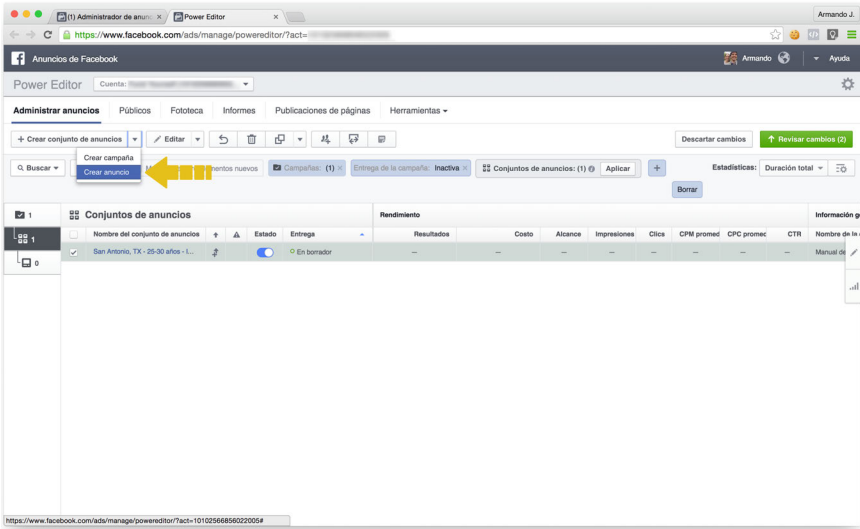 (1) Administrador de anunc
Power Editor
Armando J.
https://www.facebook.com/ads/manage/powereditor/?act=
Anuncios de Facebook
Armando
Ayuda
Power Editor
Cuenta:
Administrar anuncios Públicos Fototeca Informes Publicaciones de páginas Herramientas
+ Crear conjunto de anuncios Editar Descartar cambios Revisar cambios (2)
Crear campaña
Crear anuncio
Buscar nuevos Campañas: (1) × Entrega de la campaña: Inactiva × Conjuntos de anuncios: (1) Aplicar + Estadísticas: Duración total
Borrar
1 Conjuntos de anuncios Rendimiento Información g
1 Nombre del conjunto de anuncios Estado Entrega Resultados Costo Alcance Impresiones Clics CPM promed CPC promec CTR Nombre de la
San Antonio, TX - 25-30 años - I... En borrador — — — — — — — — Manual de
0
https://www.facebook.com/ads/manage/powereditor/?act=10102566856022005#